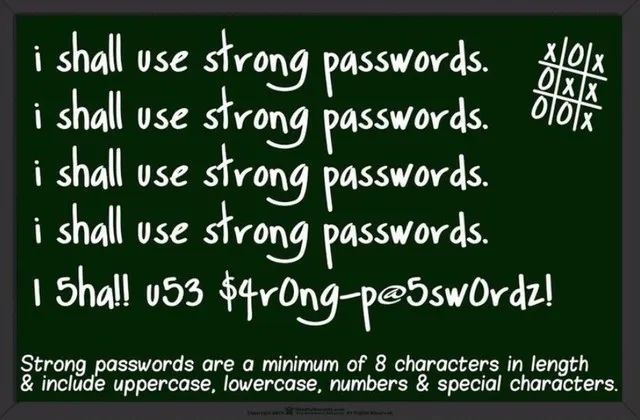 i shall use strong passwords.
i shall use strong passwords.
i shall use strong passwords.
i shall use strong passwords.
I 5ha!! u53 $4r0ng-p@5sw0rdz!
X|O|X
O|X|X
O|O|X
Strong passwords are a minimum of 8 characters in length
& include uppercase, lowercase, numbers & special characters.